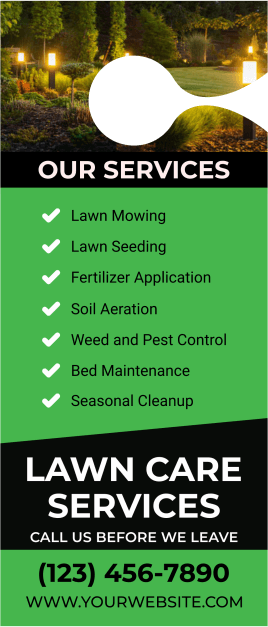 OUR SERVICES
Lawn Mowing
Lawn Seeding
Fertilizer Application
Soil Aeration
Weed and Pest Control
Bed Maintenance
Seasonal Cleanup
LAWN CARE
SERVICES
CALL US BEFORE WE LEAVE
(123) 456-7890
WWW.YOURWEBSITE.COM